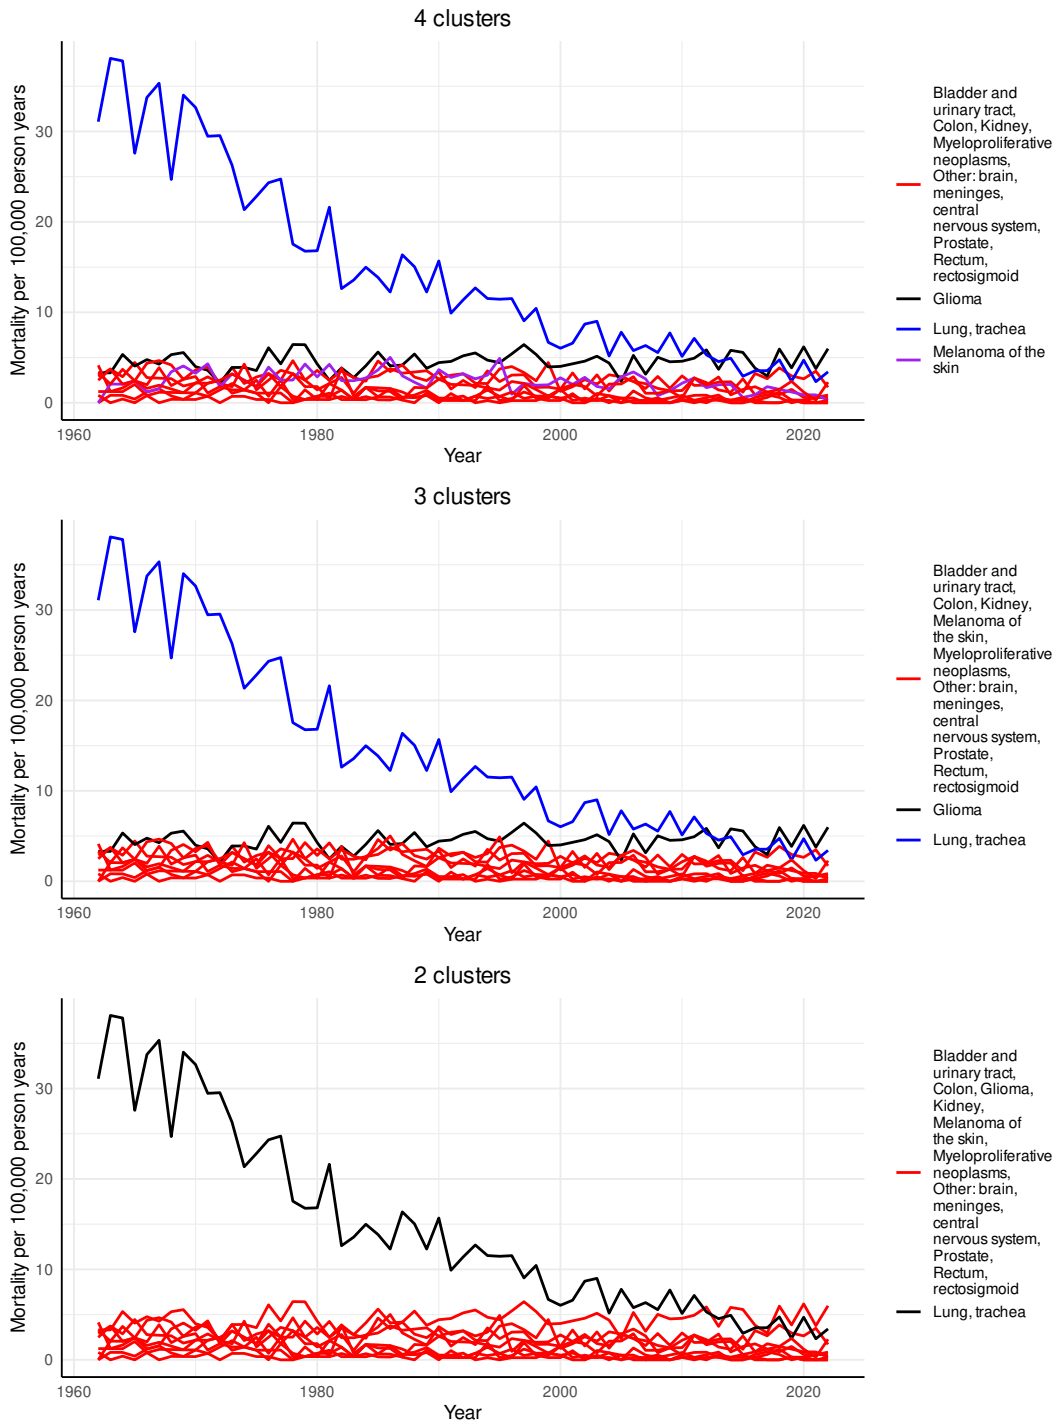 4 clusters
Mortality per 100,000 person years
30
20
10
0
1960
1980
2000
2020
Year
Bladder and
urinary tract,
Colon, Kidney,
Myeloproliferative
neoplasms,
Other: brain,
meninges,
central
nervous system,
Prostate,
Rectum,
rectosigmoid
Glioma
Lung, trachea
Melanoma of the
skin
3 clusters
Mortality per 100,000 person years
30
20
10
0
1960
1980
2000
2020
Year
Bladder and
urinary tract,
Colon, Kidney,
Melanoma of
the skin,
Myeloproliferative
neoplasms,
Other: brain,
meninges,
central
nervous system,
Prostate,
Rectum,
rectosigmoid
Glioma
Lung, trachea
2 clusters
Mortality per 100,000 person years
30
20
10
0
1960
1980
2000
2020
Year
Bladder and
urinary tract,
Colon, Glioma,
Kidney,
Melanoma of
the skin,
Myeloproliferative
neoplasms,
Other: brain,
meninges,
central
nervous system,
Prostate,
Rectum,
rectosigmoid
Lung, trachea